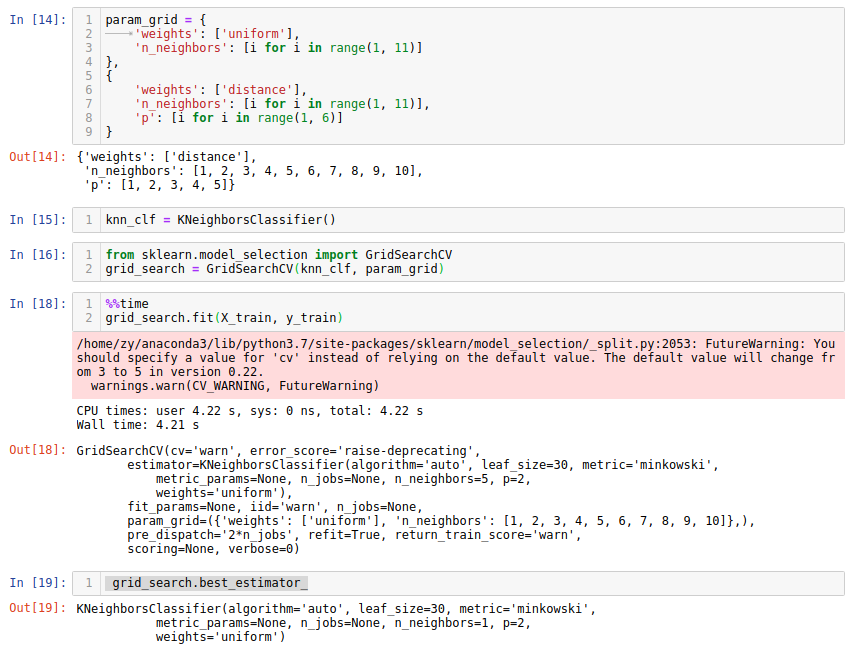 In [14]:
1 param_grid = {
2 'weights': ['uniform'],
3 'n_neighbors': [i for i in range(1, 11)]
4 },
5 {
6 'weights': ['distance'],
7 'n_neighbors': [i for i in range(1, 11)],
8 'p': [i for i in range(1, 6)]
9 }
Out[14]: {'weights': ['distance'],
'n_neighbors': [1, 2, 3, 4, 5, 6, 7, 8, 9, 10],
'p': [1, 2, 3, 4, 5]}
In [15]: 1 knn_clf = KNeighborsClassifier()
In [16]: 1 from sklearn.model_selection import GridSearchCV
2 grid_search = GridSearchCV(knn_clf, param_grid)
In [18]: 1 %%time
2 grid_search.fit(X_train, y_train)
/home/zy/anaconda3/lib/python3.7/site-packages/sklearn/model_selection/_split.py:2053: FutureWarning: You
should specify a value for 'cv' instead of relying on the default value. The default value will change fr
om 3 to 5 in version 0.22.
warnings.warn(CV_WARNING, FutureWarning)
CPU times: user 4.22 s, sys: 0 ns, total: 4.22 s
Wall time: 4.21 s
Out[18]: GridSearchCV(cv='warn', error_score='raise-deprecating',
estimator=KNeighborsClassifier(algorithm='auto', leaf_size=30, metric='minkowski',
metric_params=None, n_jobs=None, n_neighbors=5, p=2,
weights='uniform'),
fit_params=None, iid='warn', n_jobs=None,
param_grid=({'weights': ['uniform'], 'n_neighbors': [1, 2, 3, 4, 5, 6, 7, 8, 9, 10]},),
pre_dispatch='2*n_jobs', refit=True, return_train_score='warn',
scoring=None, verbose=0)
In [19]: 1 grid_search.best_estimator_
Out[19]: KNeighborsClassifier(algorithm='auto', leaf_size=30, metric='minkowski',
metric_params=None, n_jobs=None, n_neighbors=1, p=2,
weights='uniform')